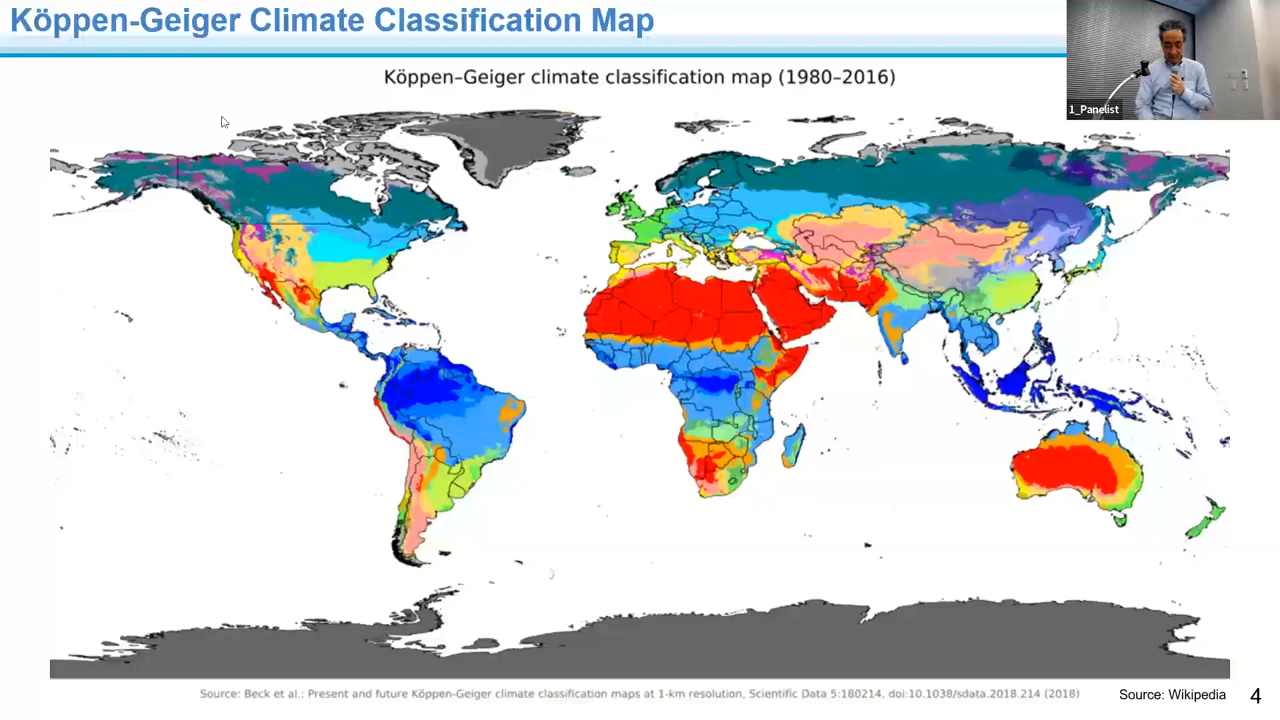 Köppen-Geiger Climate Classification Map
Köppen–Geiger climate classification map (1980–2016)
1_Panelist
Source: Beck et al.: Present and future Köppen-Geiger climate classification maps at 1-km resolution, Scientific Data 5:180214, doi:10.1038/sdata.2018.214 (2018)
Source: Wikipedia
4